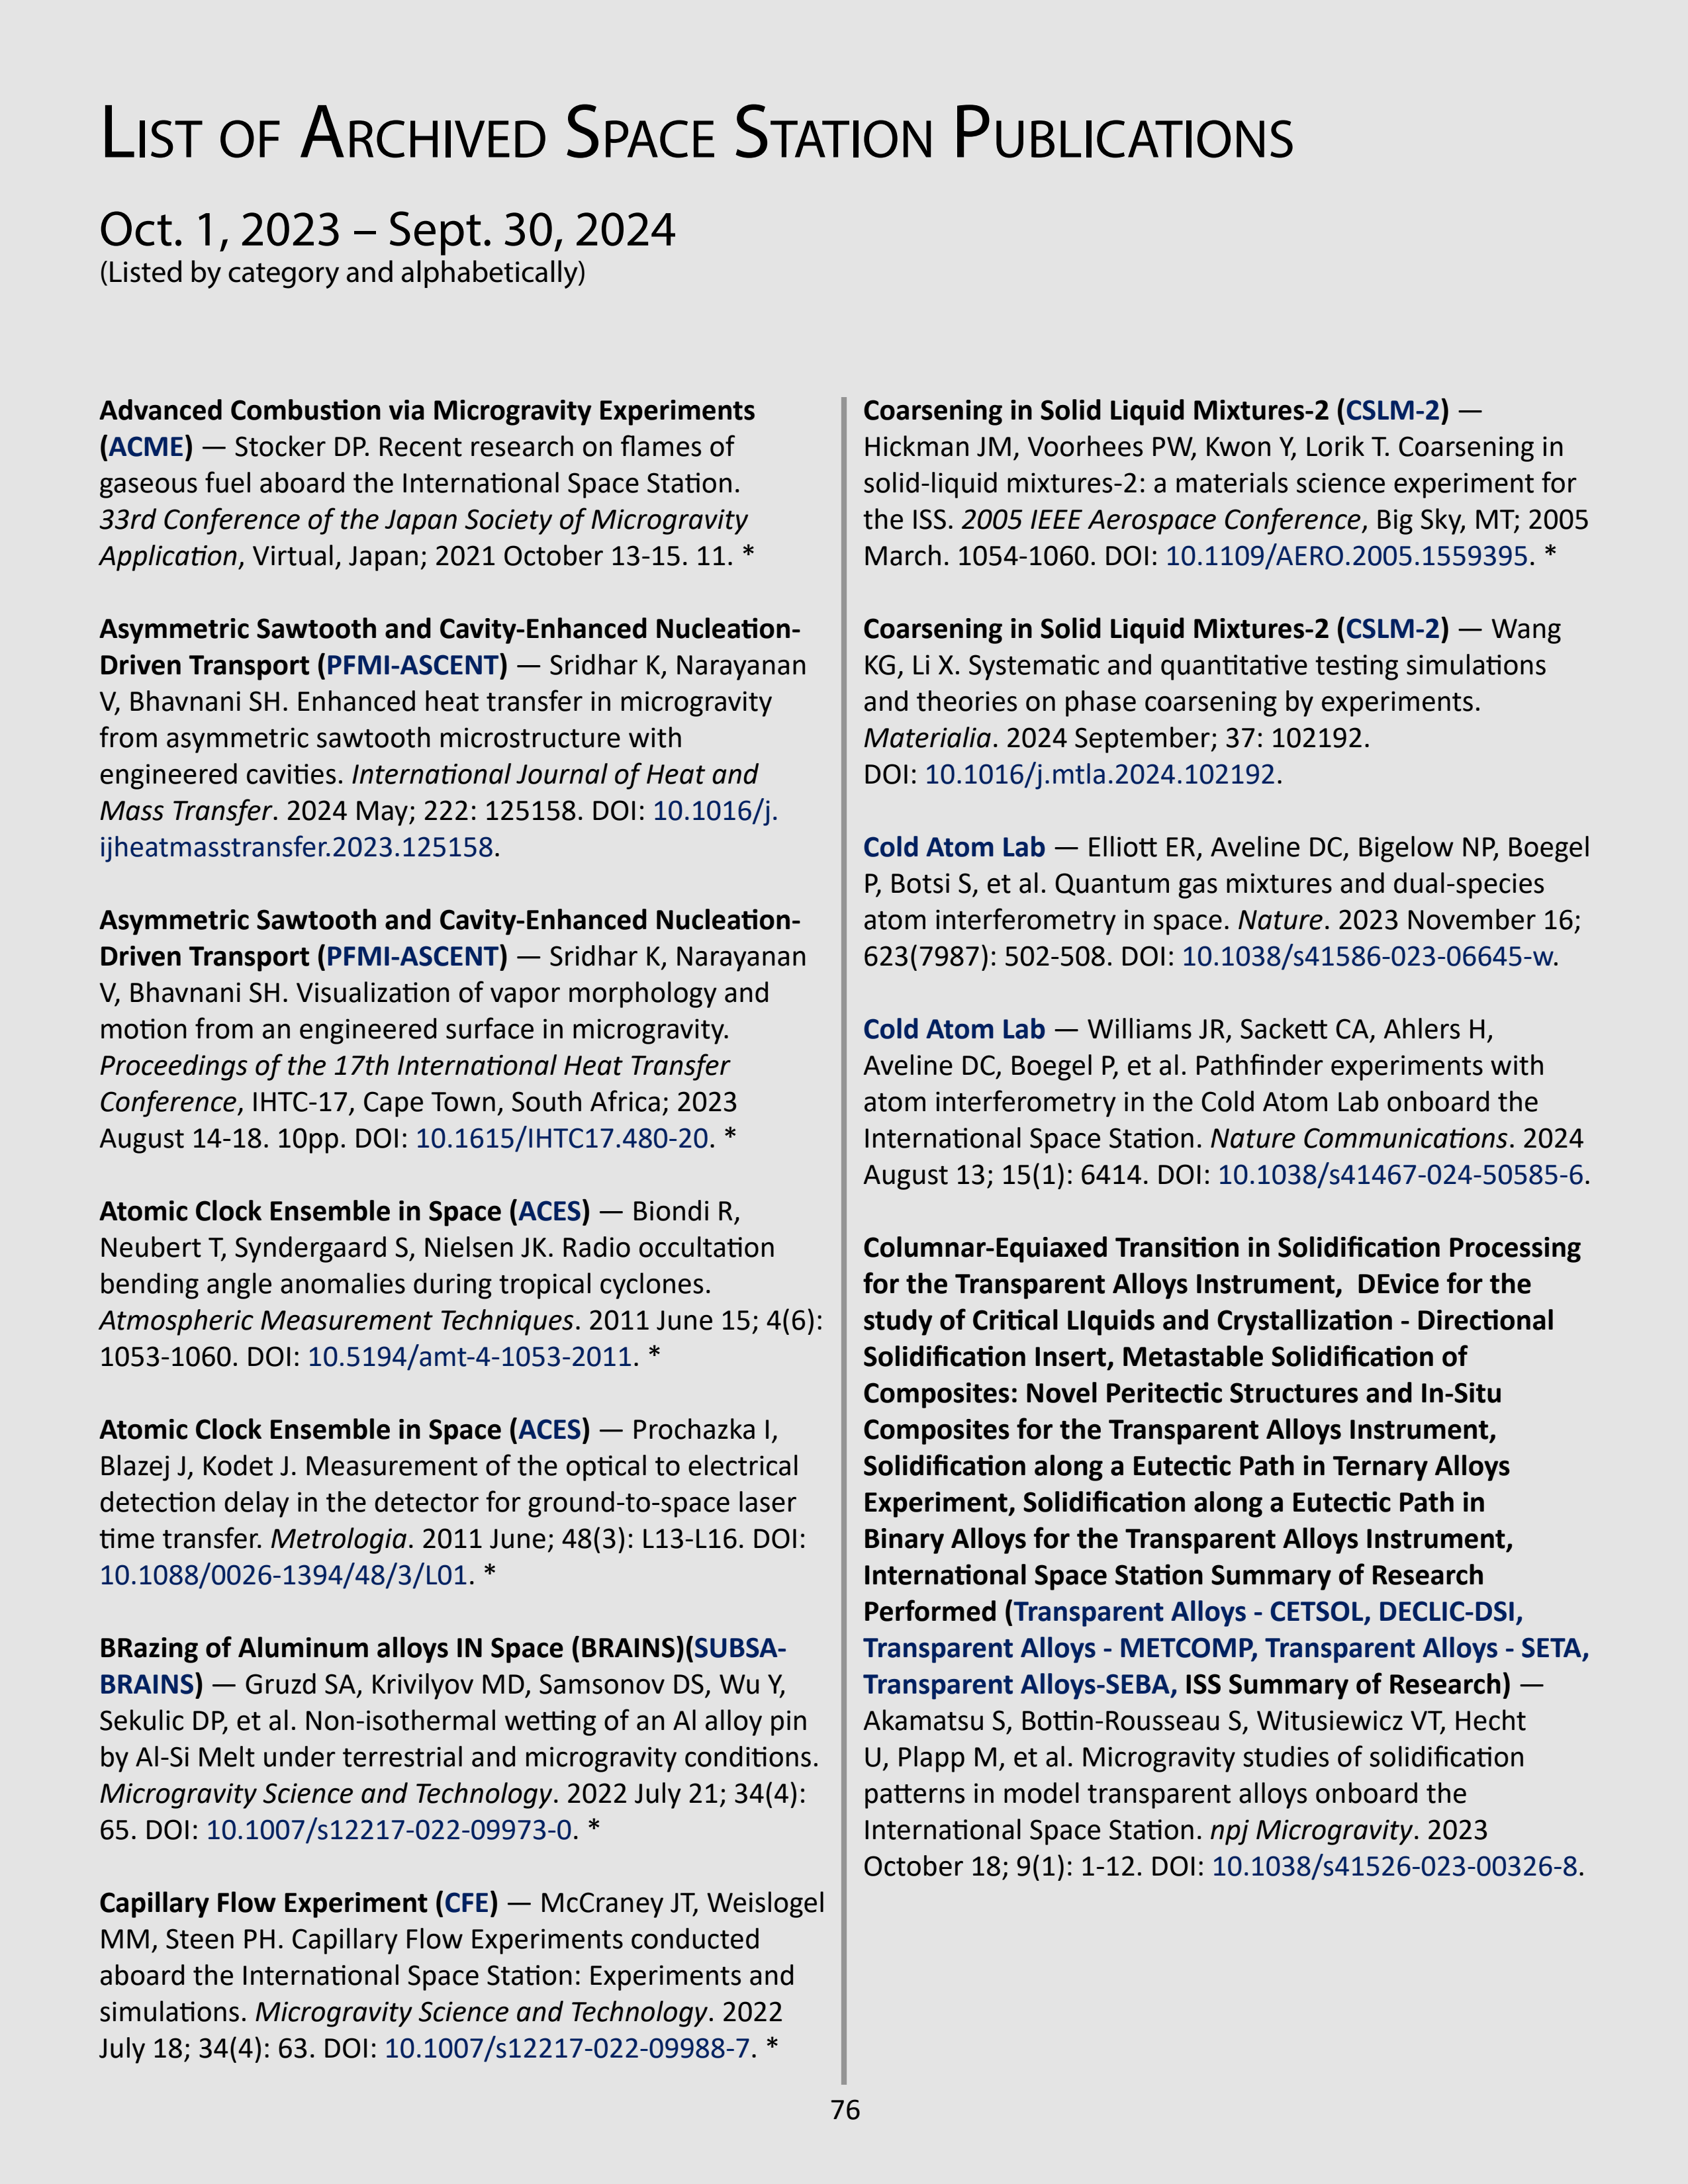 List of Archived Space Station Publications
Oct. 1, 2023 – Sept. 30, 2024
(Listed by category and alphabetically)
Advanced Combustion via Microgravity Experiments
(ACME) — Stocker DP. Recent research on flames of
gaseous fuel aboard the International Space Station.
33rd Conference of the Japan Society of Microgravity
Application, Virtual, Japan; 2021 October 13-15. 11. *
Asymmetric Sawtooth and Cavity-Enhanced Nucleation-
Driven Transport (PFMI-ASCENT) — Sridhar K, Narayanan
V, Bhavnani SH. Enhanced heat transfer in microgravity
from asymmetric sawtooth microstructure with
engineered cavities. International Journal of Heat and
Mass Transfer. 2024 May; 222: 125158. DOI: 10.1016/j.
ijheatmasstransfer.2023.125158.
Asymmetric Sawtooth and Cavity-Enhanced Nucleation-
Driven Transport (PFMI-ASCENT) — Sridhar K, Narayanan
V, Bhavnani SH. Visualization of vapor morphology and
motion from an engineered surface in microgravity.
Proceedings of the 17th International Heat Transfer
Conference, IHTC-17, Cape Town, South Africa; 2023
August 14-18. 10pp. DOI: 10.1615/IHTC17.480-20. *
Atomic Clock Ensemble in Space (ACES) — Biondi R,
Neubert T, Syndergaard S, Nielsen JK. Radio occultation
bending angle anomalies during tropical cyclones.
Atmospheric Measurement Techniques. 2011 June 15; 4(6):
1053-1060. DOI: 10.5194/amt-4-1053-2011. *
Atomic Clock Ensemble in Space (ACES) — Prochazka I,
Blazej J, Kodet J. Measurement of the optical to electrical
detection delay in the detector for ground-to-space laser
time transfer. Metrologia. 2011 June; 48(3): L13-L16. DOI:
10.1088/0026-1394/48/3/L01. *
BRazing of Aluminum alloys IN Space (BRAINS)(SUBSA-
BRAINS) — Gruzd SA, Krivilyov MD, Samsonov DS, Wu Y,
Sekulic DP, et al. Non-isothermal wetting of an Al alloy pin
by Al-Si Melt under terrestrial and microgravity conditions.
Microgravity Science and Technology. 2022 July 21; 34(4):
65. DOI: 10.1007/s12217-022-09973-0. *
Capillary Flow Experiment (CFE) — McCraney JT, Weislogel
MM, Steen PH. Capillary Flow Experiments conducted
aboard the International Space Station: Experiments and
simulations. Microgravity Science and Technology. 2022
July 18; 34(4): 63. DOI: 10.1007/s12217-022-09988-7. *
Coarsening in Solid Liquid Mixtures-2 (CSLM-2) —
Hickman JM, Voorhees PW, Kwon Y, Lorik T. Coarsening in
solid-liquid mixtures-2: a materials science experiment for
the ISS. 2005 IEEE Aerospace Conference, Big Sky, MT; 2005
March. 1054-1060. DOI: 10.1109/AERO.2005.1559395. *
Coarsening in Solid Liquid Mixtures-2 (CSLM-2) — Wang
KG, Li X. Systematic and quantitative testing simulations
and theories on phase coarsening by experiments.
Materialia. 2024 September; 37: 102192.
DOI: 10.1016/j.mtla.2024.102192.
Cold Atom Lab — Elliott ER, Aveline DC, Bigelow NP, Boegel
P, Botsi S, et al. Quantum gas mixtures and dual-species
atom interferometry in space. Nature. 2023 November 16;
623(7987): 502-508. DOI: 10.1038/s41586-023-06645-w.
Cold Atom Lab — Williams JR, Sackett CA, Ahlers H,
Aveline DC, Boegel P, et al. Pathfinder experiments with
atom interferometry in the Cold Atom Lab onboard the
International Space Station. Nature Communications. 2024
August 13; 15(1): 6414. DOI: 10.1038/s41467-024-50585-6.
Columnar-Equiaxed Transition in Solidification Processing
for the Transparent Alloys Instrument,  DEvice for the
study of Critical LIquids and Crystallization - Directional
Solidification Insert, Metastable Solidification of
Composites: Novel Peritectic Structures and In-Situ
Composites for the Transparent Alloys Instrument,
Solidification along a Eutectic Path in Ternary Alloys
Experiment, Solidification along a Eutectic Path in
Binary Alloys for the Transparent Alloys Instrument,
International Space Station Summary of Research
Performed (Transparent Alloys - CETSOL, DECLIC-DSI,
Transparent Alloys - METCOMP, Transparent Alloys - SETA,
Transparent Alloys-SEBA, ISS Summary of Research) —
Akamatsu S, Bottin-Rousseau S, Witusiewicz VT, Hecht
U, Plapp M, et al. Microgravity studies of solidification
patterns in model transparent alloys onboard the
International Space Station. npj Microgravity. 2023
October 18; 9(1): 1-12. DOI: 10.1038/s41526-023-00326-8.
76